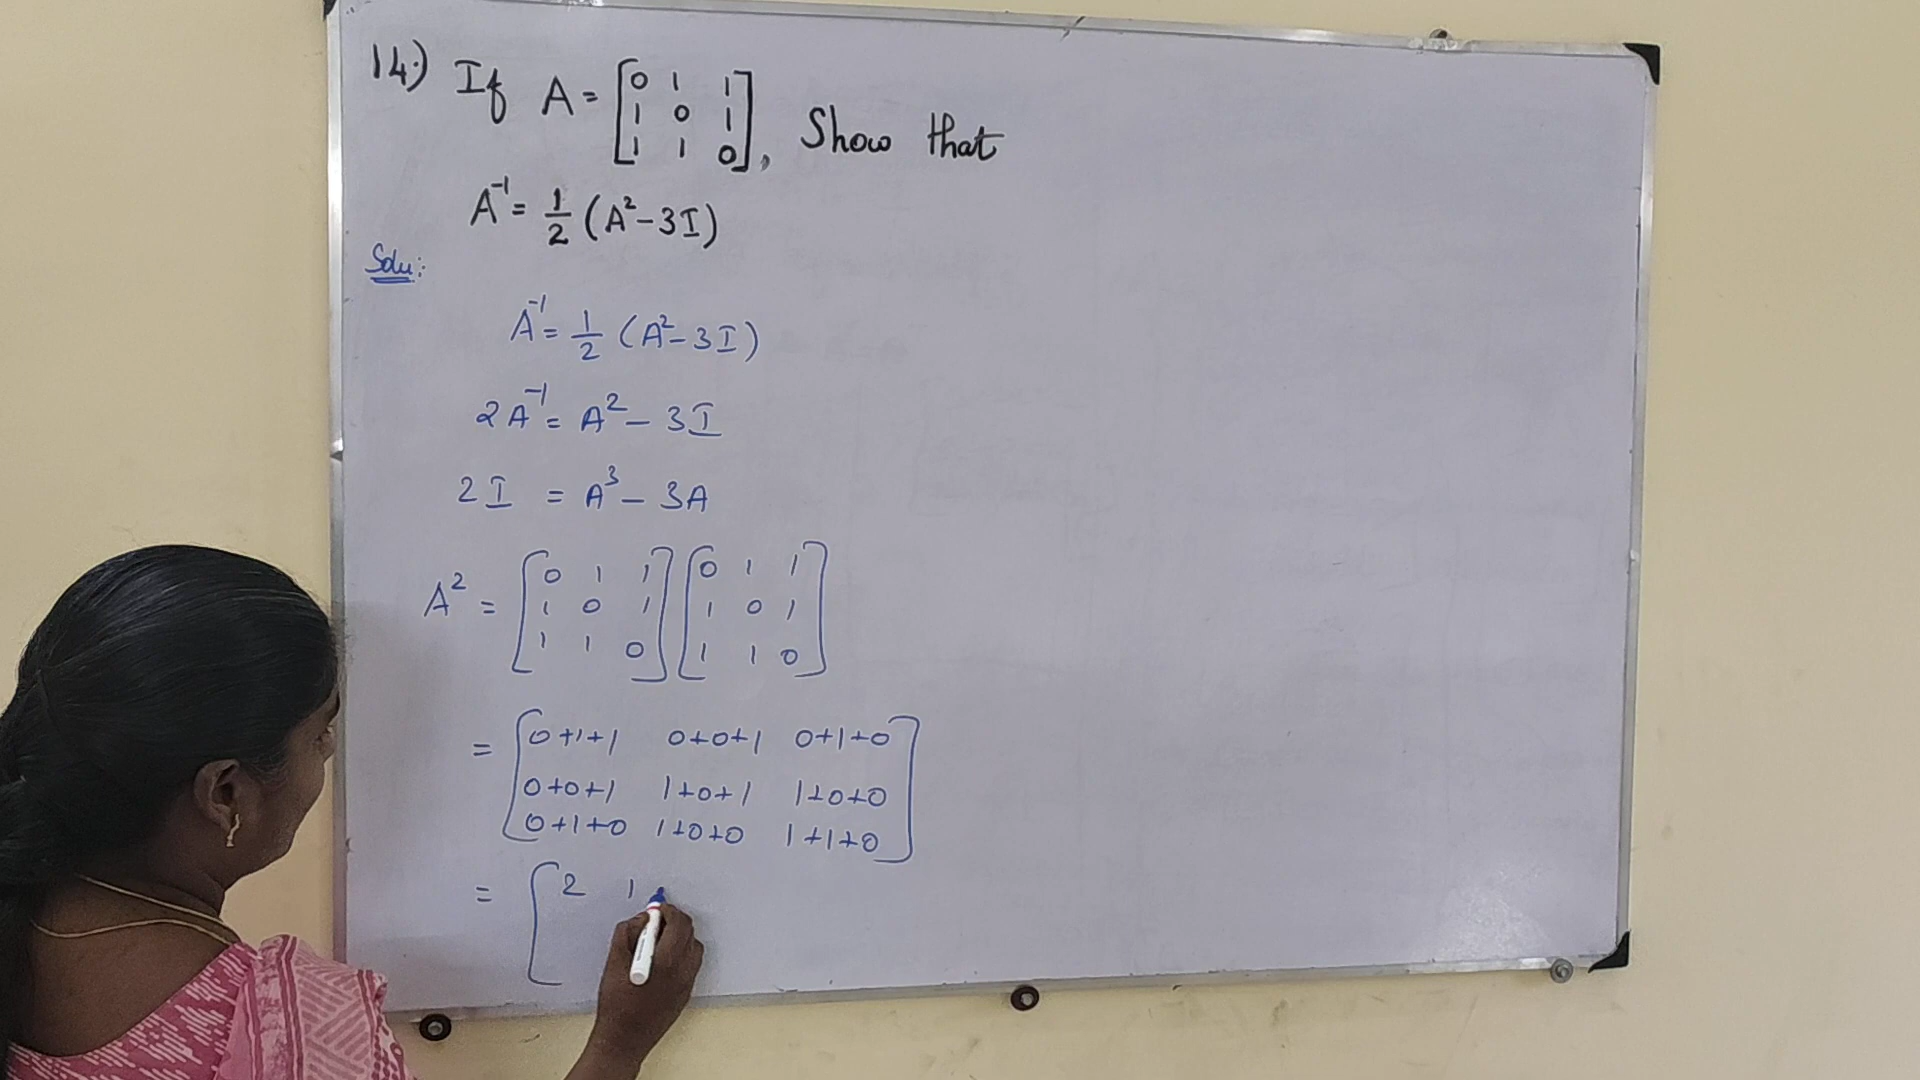 14.) If A = [0 1 1
1 0 1
1 1 0], Show that
A⁻¹ = 1/2 (A² - 3I)
Solu:
A⁻¹ = 1/2 (A² - 3I)
2A⁻¹ = A² - 3I
2I = A³ - 3A
A² = [0 1 1 [0 1 1
1 0 1 1 0 1
1 1 0] 1 1 0]
= [0+1+1 0+0+1 0+1+0
0+0+1 1+0+1 1+0+0
0+1+0 1+0+0 1+1+0]
= [2 1